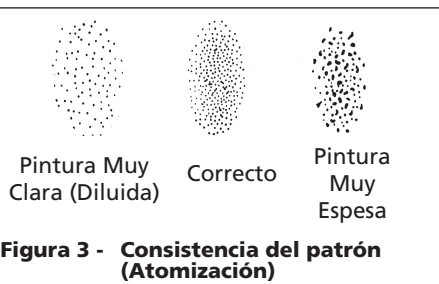 Pintura Muy
Clara (Diluida)
Correcto
Pintura
Muy
Espesa
Figura 3 - Consistencia del patrón
(Atomización)